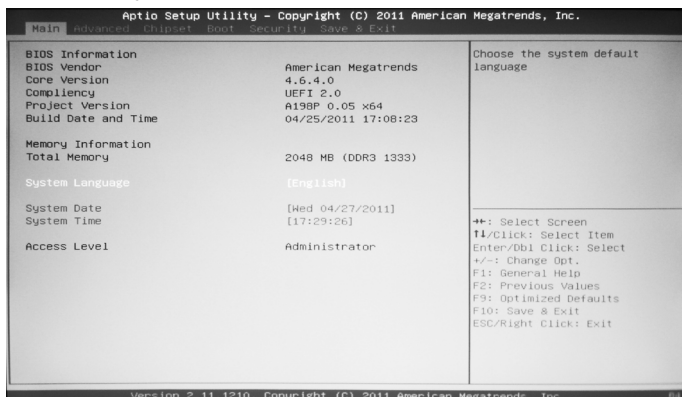 Aptio Setup Utility – Copyright (C) 2011 American Megatrends, Inc.
Main Advanced Chipset Boot Security Save & Exit
BIOS Information
BIOS Vendor American Megatrends
Core Version 4.6.4.0
Compliency UEFI 2.0
Project Version A198P 0.05 x64
Build Date and Time 04/25/2011 17:08:23
Memory Information
Total Memory 2048 MB (DDR3 1333)
System Language [English]
System Date [Wed 04/27/2011]
System Time [17:29:26]
Access Level Administrator
Choose the system default
language
→←: Select Screen
↑↓/Click: Select Item
Enter/Dbl Click: Select
+/-: Change Opt.
F1: General Help
F2: Previous Values
F9: Optimized Defaults
F10: Save & Exit
ESC/Right Click: Exit
Version 2.11.1210. Copyright (C) 2011 American Megatrends, Inc.